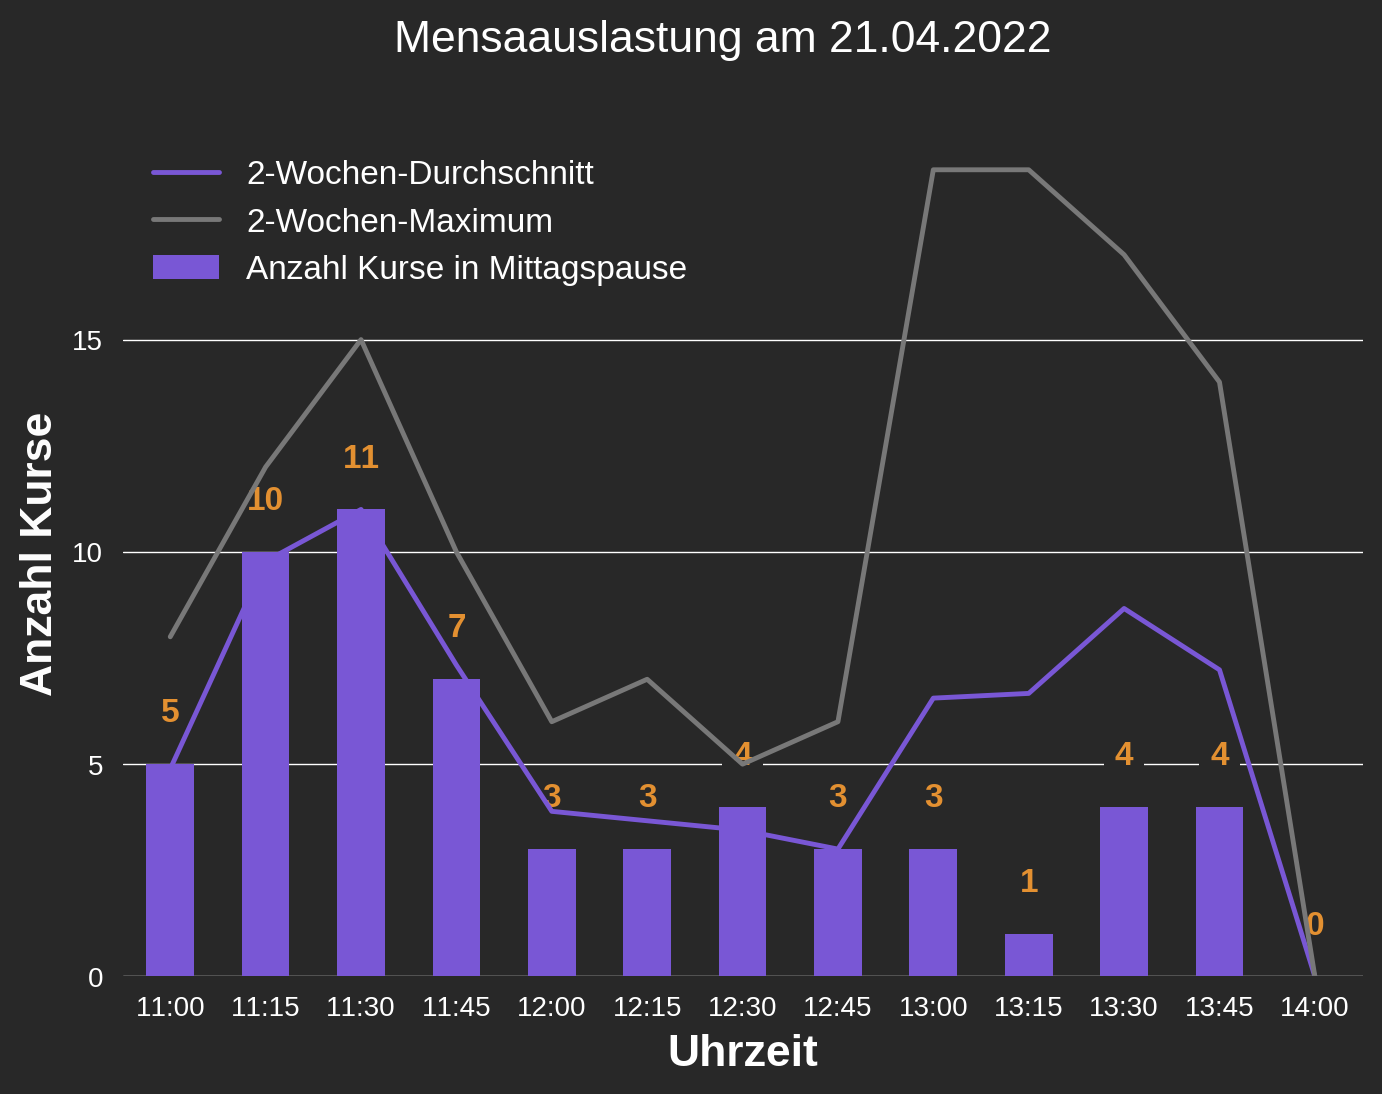 Mensaauslastung am 21.04.2022
2-Wochen-Durchschnitt
2-Wochen-Maximum
Anzahl Kurse in Mittagspause
Anzahl Kurse
15
10
5
0
5
10
11
7
3
3
4
3
3
1
4
4
0
11:00 11:15 11:30 11:45 12:00 12:15 12:30 12:45 13:00 13:15 13:30 13:45 14:00
Uhrzeit